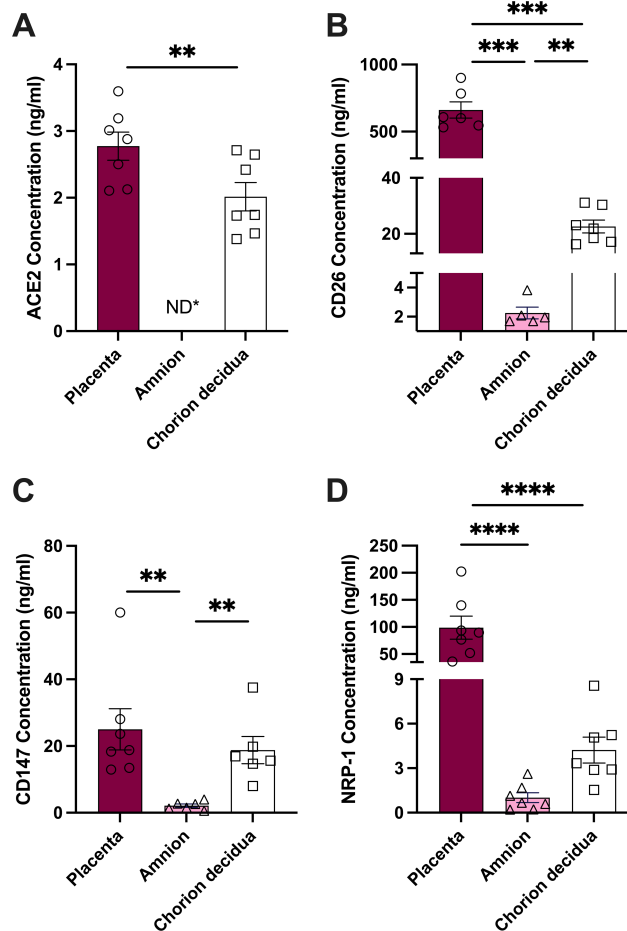 A
ACE2 Concentration (ng/ml)
4
3
2
1
0
**
ND*
Placenta
Amnion
Chorion decidua
B
CD26 Concentration (ng/ml)
1000
500
40
20
4
2
***
***
**
Placenta
Amnion
Chorion decidua
C
CD147 Concentration (ng/ml)
80
60
40
20
0
**
**
Placenta
Amnion
Chorion decidua
D
NRP-1 Concentration (ng/ml)
250
200
150
100
50
9
6
3
0
****
****
Placenta
Amnion
Chorion decidua